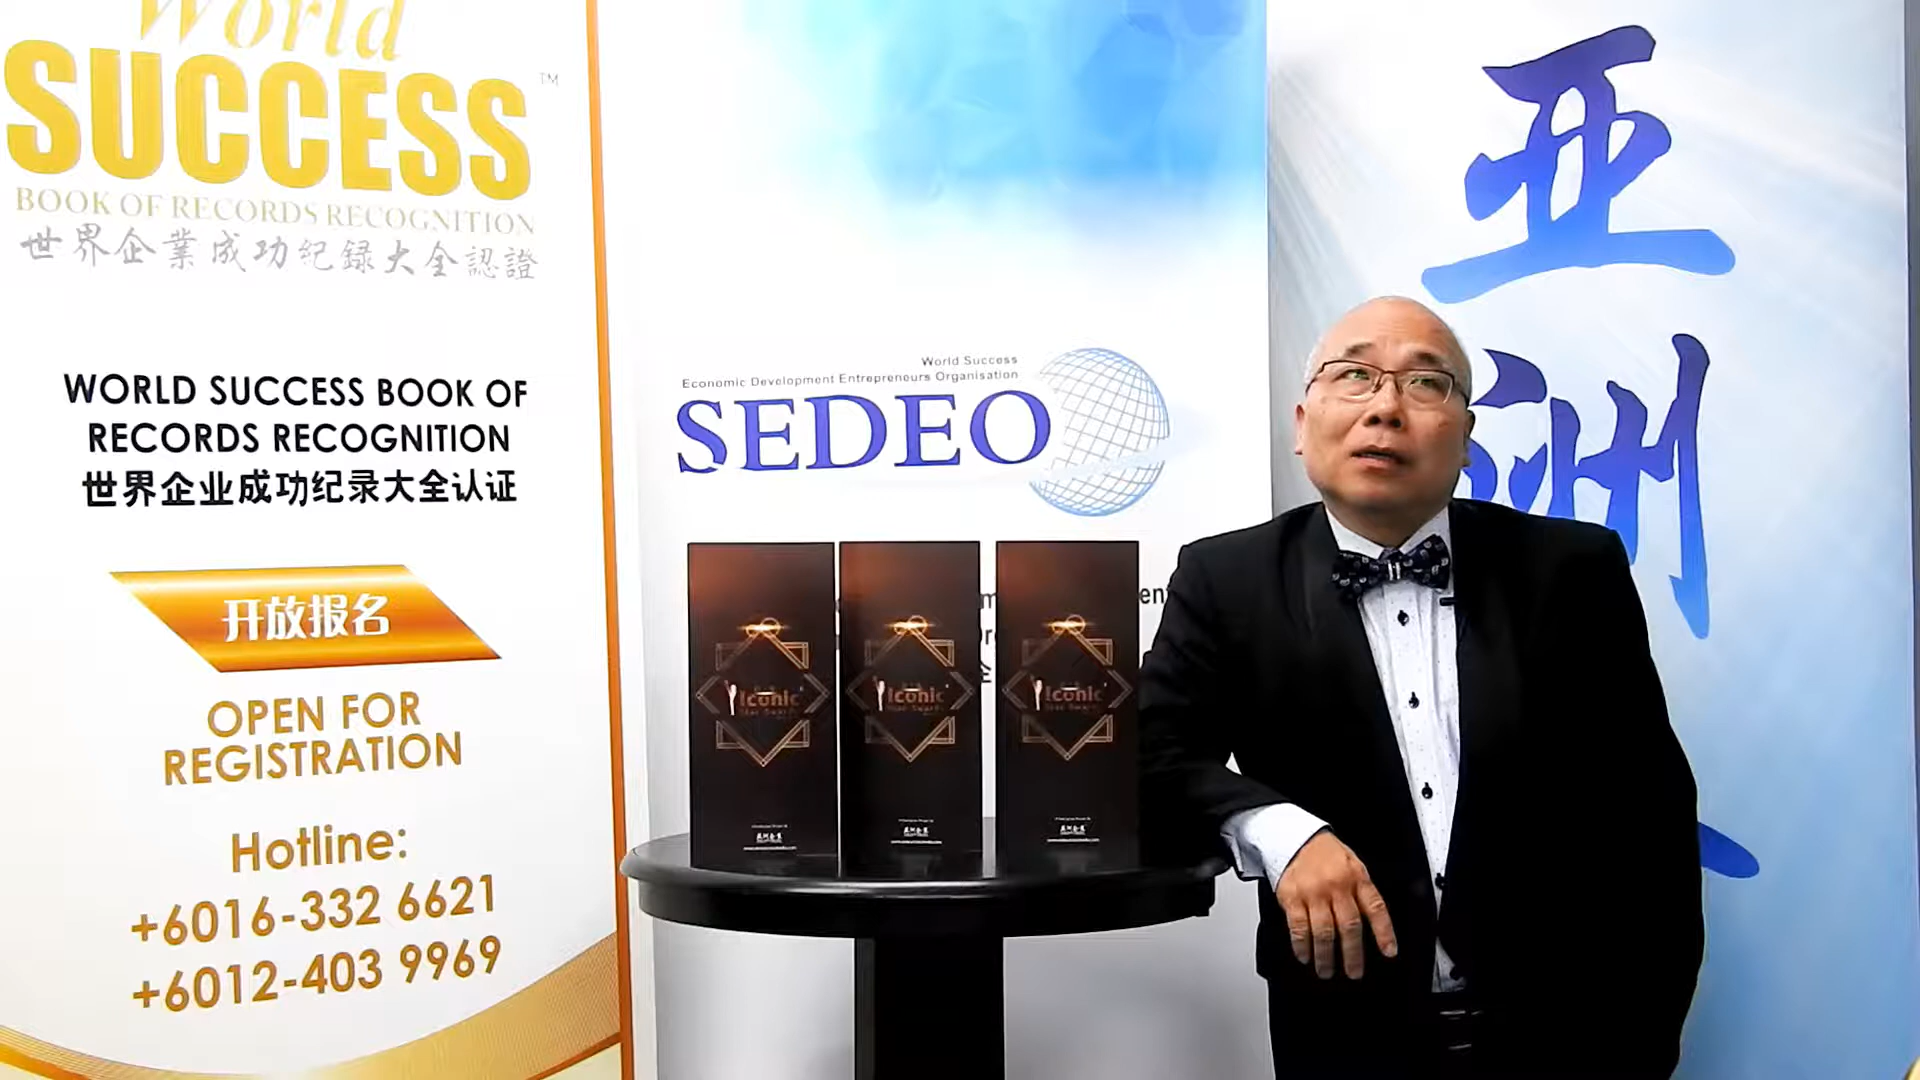 World
SUCCESS™
BOOK OF RECORDS RECOGNITION
世界企業成功紀錄大全認證
WORLD SUCCESS BOOK OF
RECORDS RECOGNITION
世界企业成功纪录大全认证
开放报名
OPEN FOR
REGISTRATION
Hotline:
+6016-332 6621
+6012-403 9969
World Success
Economic Development Entrepreneurs Organisation
SEDEO
Iconic
Iconic
Iconic
亚
洲